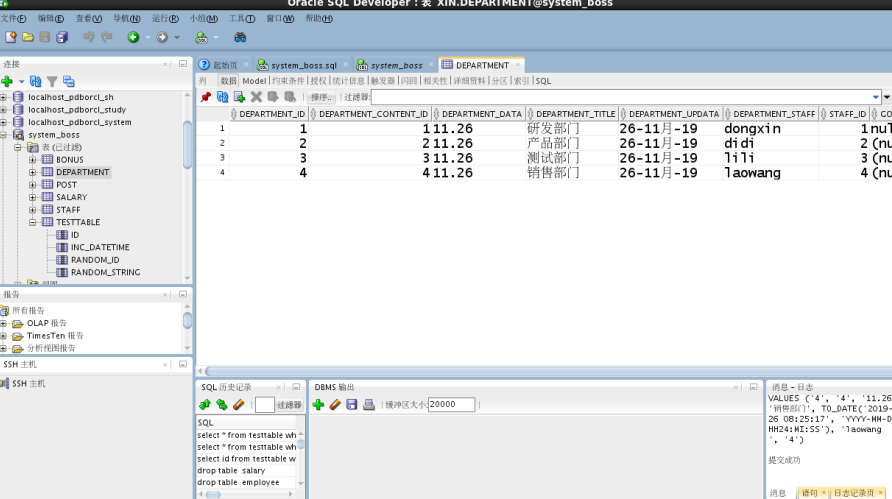 Oracle SQL Developer : 表 XIN.DEPARTMENT@system_boss
文件(F) 编辑(E) 查看(V) 导航(N) 运行(R) 小组(M) 工具(T) 窗口(W) 帮助(H)
连接
localhost_pdborcl_sh
localhost_pdborcl_study
localhost_pdborcl_system
system_boss
表 (已过滤)
BONUS
DEPARTMENT
POST
SALARY
STAFF
TESTTABLE
ID
INC_DATETIME
RANDOM_ID
RANDOM_STRING
报告
所有报告
OLAP 报告
TimesTen 报告
分析视图报告
SSH 主机
SSH 主机
起始页 system_boss.sql system_boss DEPARTMENT
列 数据 Model 约束条件 授权 统计信息 触发器 闪回 相关性 详细资料 分区 索引 SQL
排序... 过滤器:
DEPARTMENT_ID DEPARTMENT_CONTENT_ID DEPARTMENT_DATA DEPARTMENT_TITLE DEPARTMENT_UPDATA DEPARTMENT_STAFF STAFF_ID CO
1 1 1 11.26 研发部门 26-11月-19 dongxin 1 nul
2 2 2 11.26 产品部门 26-11月-19 didi 2 (nu
3 3 3 11.26 测试部门 26-11月-19 lili 3 (nu
4 4 4 11.26 销售部门 26-11月-19 laowang 4 (nu
SQL 历史记录
过滤器:
SQL
select * from testtable wh
select * from testtable wh
select id from testtable w
drop table salary
drop table employee
DBMS 输出
缓冲区大小: 20000
消息 - 日志
VALUES ('4', '4', '11.26
'销售部门', TO_DATE('2019-
26 08:25:17', 'YYYY-MM-D
HH24:MI:SS'), 'laowang
', '4')
提交成功
消息 语句 日志记录页